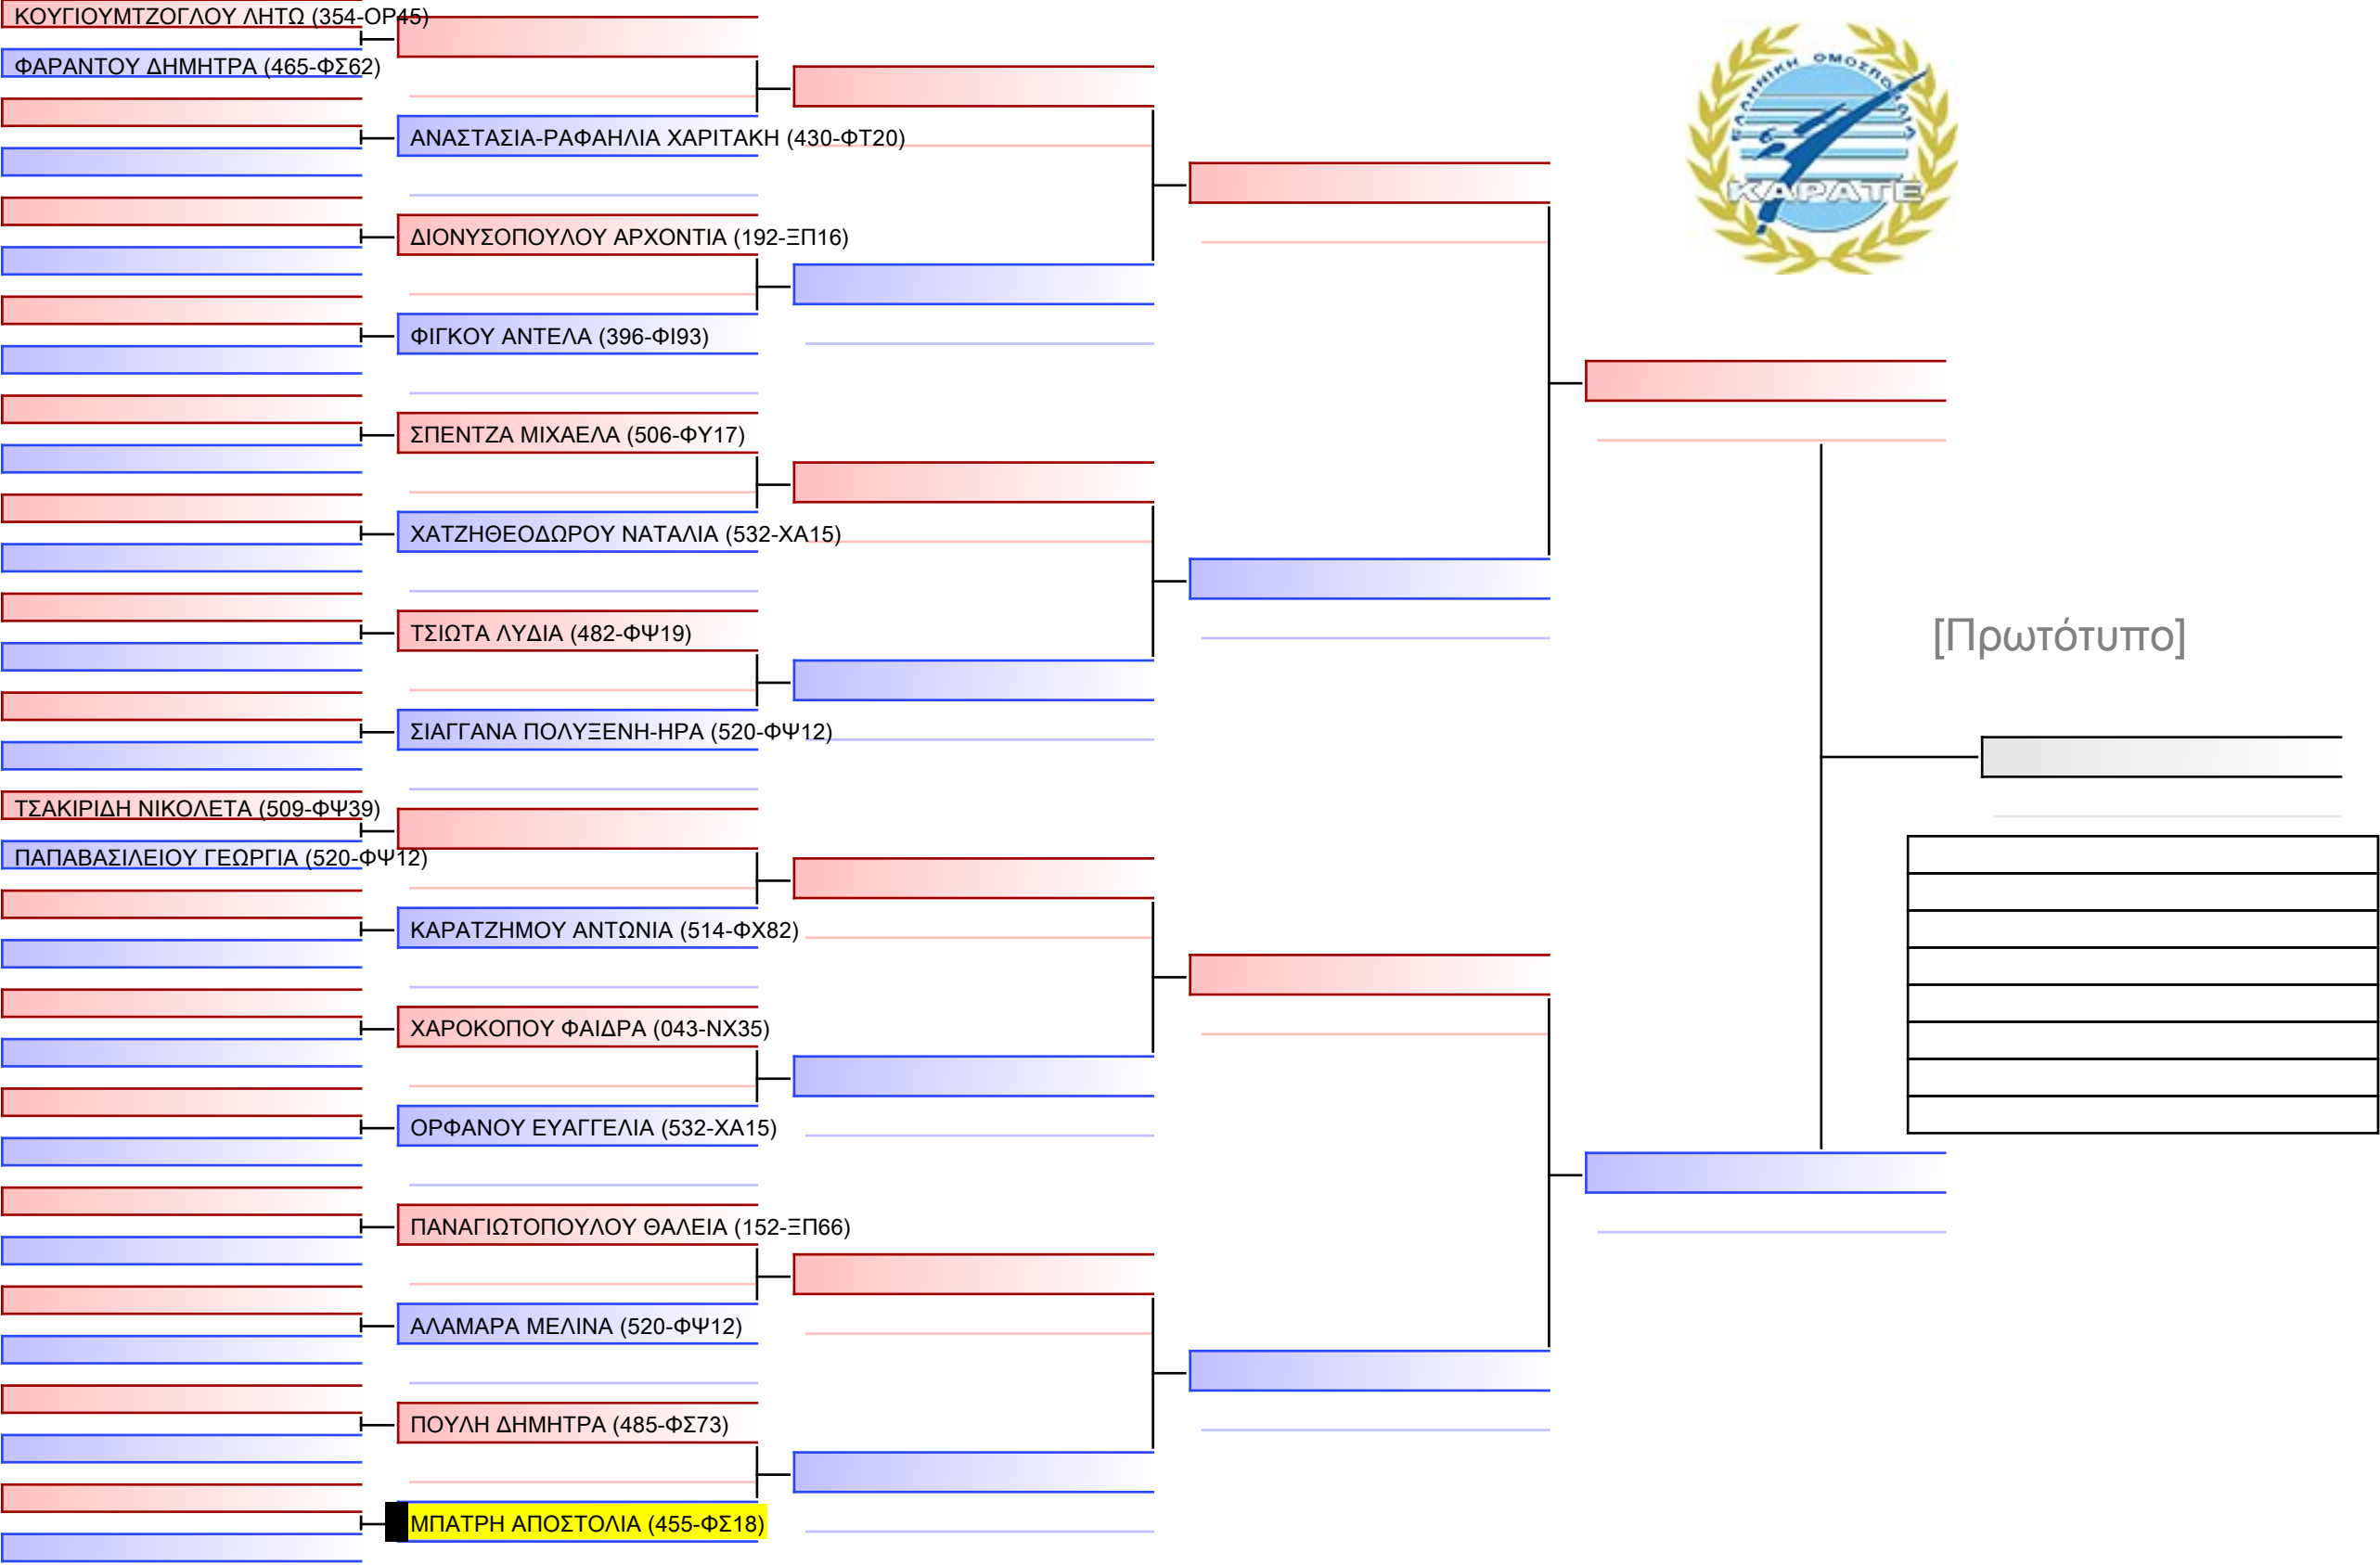 ΚΟΥΓΙΟΥΜΤΖΟΓΛΟΥ ΛΗΤΩ (354-ΟΡ45)
ΦΑΡΑΝΤΟΥ ΔΗΜΗΤΡΑ (465-ΦΣ62)
ΑΝΑΣΤΑΣΙΑ-ΡΑΦΑΗΛΙΑ ΧΑΡΙΤΑΚΗ (430-ΦΤ20)
ΔΙΟΝΥΣΟΠΟΥΛΟΥ ΑΡΧΟΝΤΙΑ (192-ΞΠ16)
ΦΙΓΚΟΥ ΑΝΤΕΛΑ (396-ΦΙ93)
ΣΠΕΝΤΖΑ ΜΙΧΑΕΛΑ (506-ΦΥ17)
ΧΑΤΖΗΘΕΟΔΩΡΟΥ ΝΑΤΑΛΙΑ (532-ΧΑ15)
ΤΣΙΩΤΑ ΛΥΔΙΑ (482-ΦΨ19)
ΣΙΑΓΓΑΝΑ ΠΟΛΥΞΕΝΗ-ΗΡΑ (520-ΦΨ12)
ΤΣΑΚΙΡΙΔΗ ΝΙΚΟΛΕΤΑ (509-ΦΨ39)
ΠΑΠΑΒΑΣΙΛΕΙΟΥ ΓΕΩΡΓΙΑ (520-ΦΨ12)
ΚΑΡΑΤΖΗΜΟΥ ΑΝΤΩΝΙΑ (514-ΦΧ82)
ΧΑΡΟΚΟΠΟΥ ΦΑΙΔΡΑ (043-ΝΧ35)
ΟΡΦΑΝΟΥ ΕΥΑΓΓΕΛΙΑ (532-ΧΑ15)
ΠΑΝΑΓΙΩΤΟΠΟΥΛΟΥ ΘΑΛΕΙΑ (152-ΞΠ66)
ΑΛΑΜΑΡΑ ΜΕΛΙΝΑ (520-ΦΨ12)
ΠΟΥΛΗ ΔΗΜΗΤΡΑ (485-ΦΣ73)
ΜΠΑΤΡΗ ΑΠΟΣΤΟΛΙΑ (455-ΦΣ18)
ΕΛΛΗΝΙΚΗ ΟΜΟΣΠΟΝΔΙΑ
ΚΑΡΑΤΕ
[Πρωτότυπο]